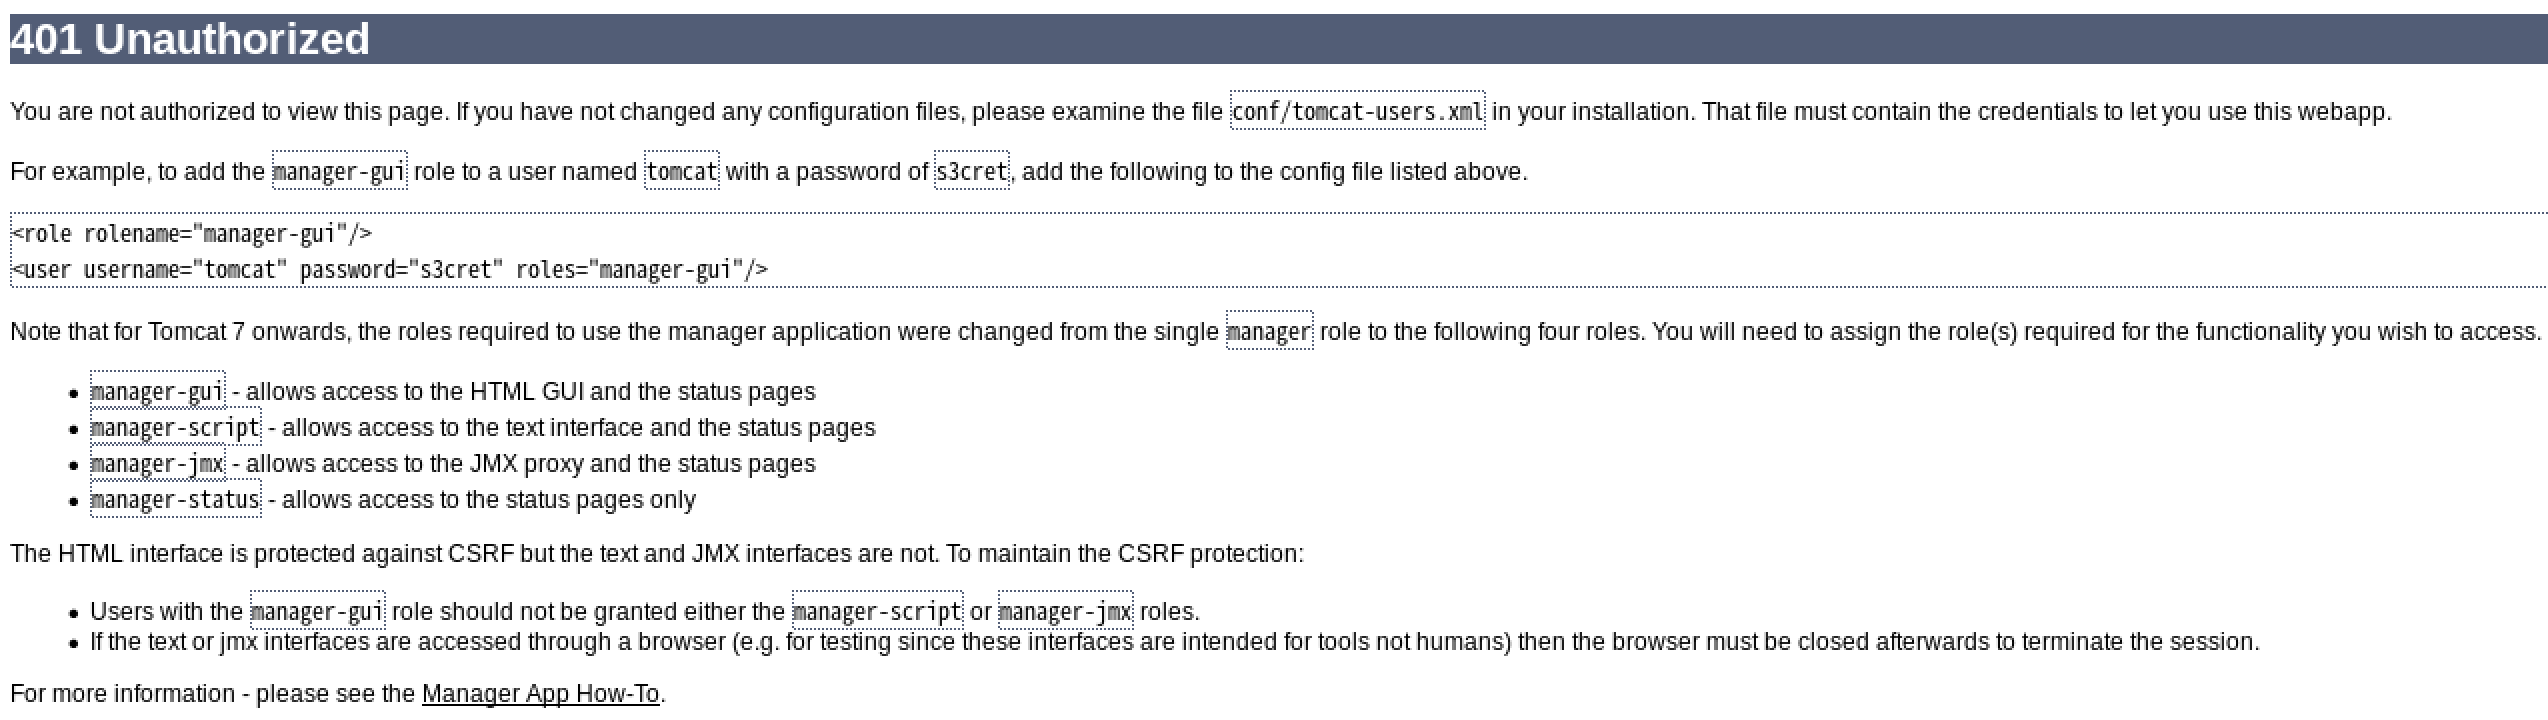 401 Unauthorized
You are not authorized to view this page. If you have not changed any configuration files, please examine the file conf/tomcat-users.xml in your installation. That file must contain the credentials to let you use this webapp.
For example, to add the manager-gui role to a user named tomcat with a password of s3cret, add the following to the config file listed above.
<role rolename="manager-gui"/>
<user username="tomcat" password="s3cret" roles="manager-gui"/>
Note that for Tomcat 7 onwards, the roles required to use the manager application were changed from the single manager role to the following four roles. You will need to assign the role(s) required for the functionality you wish to access.
• manager-gui - allows access to the HTML GUI and the status pages
• manager-script - allows access to the text interface and the status pages
• manager-jmx - allows access to the JMX proxy and the status pages
• manager-status - allows access to the status pages only
The HTML interface is protected against CSRF but the text and JMX interfaces are not. To maintain the CSRF protection:
• Users with the manager-gui role should not be granted either the manager-script or manager-jmx roles.
• If the text or jmx interfaces are accessed through a browser (e.g. for testing since these interfaces are intended for tools not humans) then the browser must be closed afterwards to terminate the session.
For more information - please see the Manager App How-To.